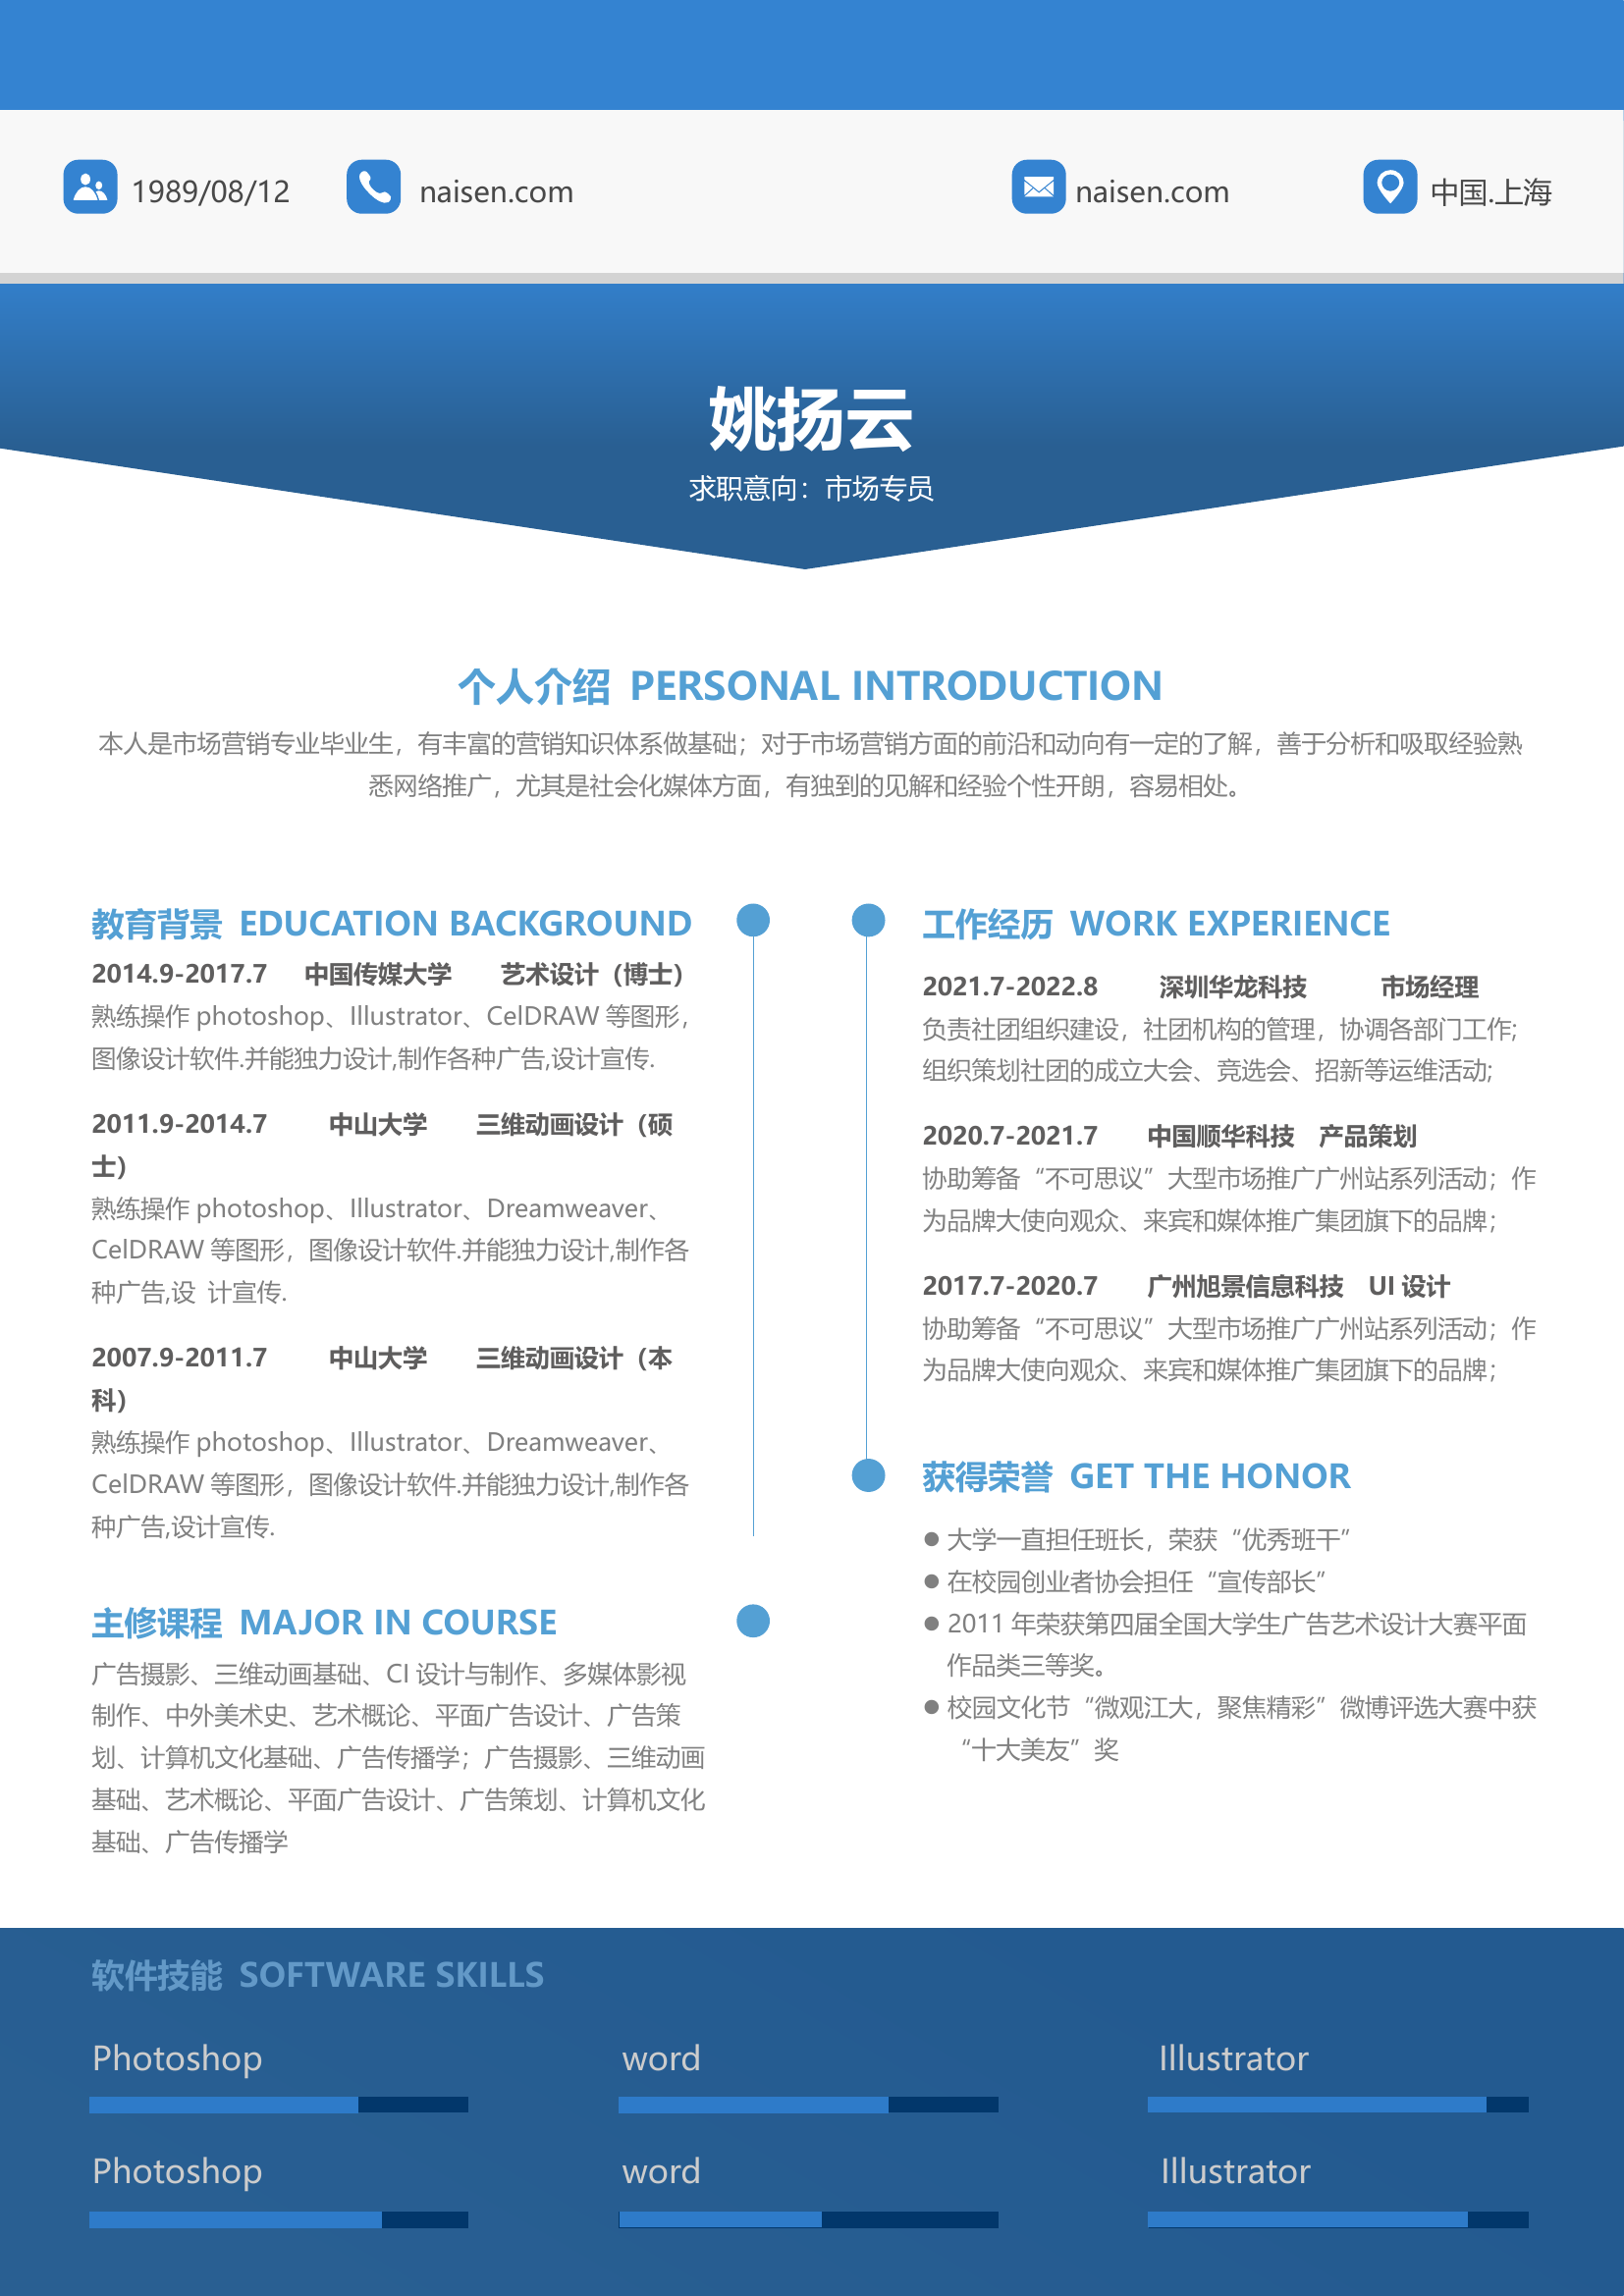 1989/08/12
naisen.com
naisen.com
中国.上海
姚扬云
求职意向：市场专员
个人介绍 PERSONAL INTRODUCTION
本人是市场营销专业毕业生，有丰富的营销知识体系做基础；对于市场营销方面的前沿和动向有一定的了解，善于分析和吸取经验熟
悉网络推广，尤其是社会化媒体方面，有独到的见解和经验个性开朗，容易相处。
教育背景 EDUCATION BACKGROUND
2014.9-2017.7 中国传媒大学 艺术设计（博士）
熟练操作 photoshop、Illustrator、CelDRAW 等图形，
图像设计软件.并能独力设计,制作各种广告,设计宣传.
2011.9-2014.7 中山大学 三维动画设计（硕
士）
熟练操作 photoshop、Illustrator、Dreamweaver、
CelDRAW 等图形，图像设计软件.并能独力设计,制作各
种广告,设 计宣传.
2007.9-2011.7 中山大学 三维动画设计（本
科）
熟练操作 photoshop、Illustrator、Dreamweaver、
CelDRAW 等图形，图像设计软件.并能独力设计,制作各
种广告,设计宣传.
主修课程 MAJOR IN COURSE
广告摄影、三维动画基础、CI 设计与制作、多媒体影视
制作、中外美术史、艺术概论、平面广告设计、广告策
划、计算机文化基础、广告传播学；广告摄影、三维动画
基础、艺术概论、平面广告设计、广告策划、计算机文化
基础、广告传播学
工作经历 WORK EXPERIENCE
2021.7-2022.8 深圳华龙科技 市场经理
负责社团组织建设，社团机构的管理，协调各部门工作;
组织策划社团的成立大会、竞选会、招新等运维活动;
2020.7-2021.7 中国顺华科技 产品策划
协助筹备“不可思议”大型市场推广广州站系列活动；作
为品牌大使向观众、来宾和媒体推广集团旗下的品牌；
2017.7-2020.7 广州旭景信息科技 UI 设计
协助筹备“不可思议”大型市场推广广州站系列活动；作
为品牌大使向观众、来宾和媒体推广集团旗下的品牌；
获得荣誉 GET THE HONOR
● 大学一直担任班长，荣获“优秀班干”
● 在校园创业者协会担任“宣传部长”
● 2011 年荣获第四届全国大学生广告艺术设计大赛平面
作品类三等奖。
● 校园文化节“微观江大，聚焦精彩”微博评选大赛中获
“十大美友”奖
软件技能 SOFTWARE SKILLS
Photoshop
word
Illustrator
Photoshop
word
Illustrator